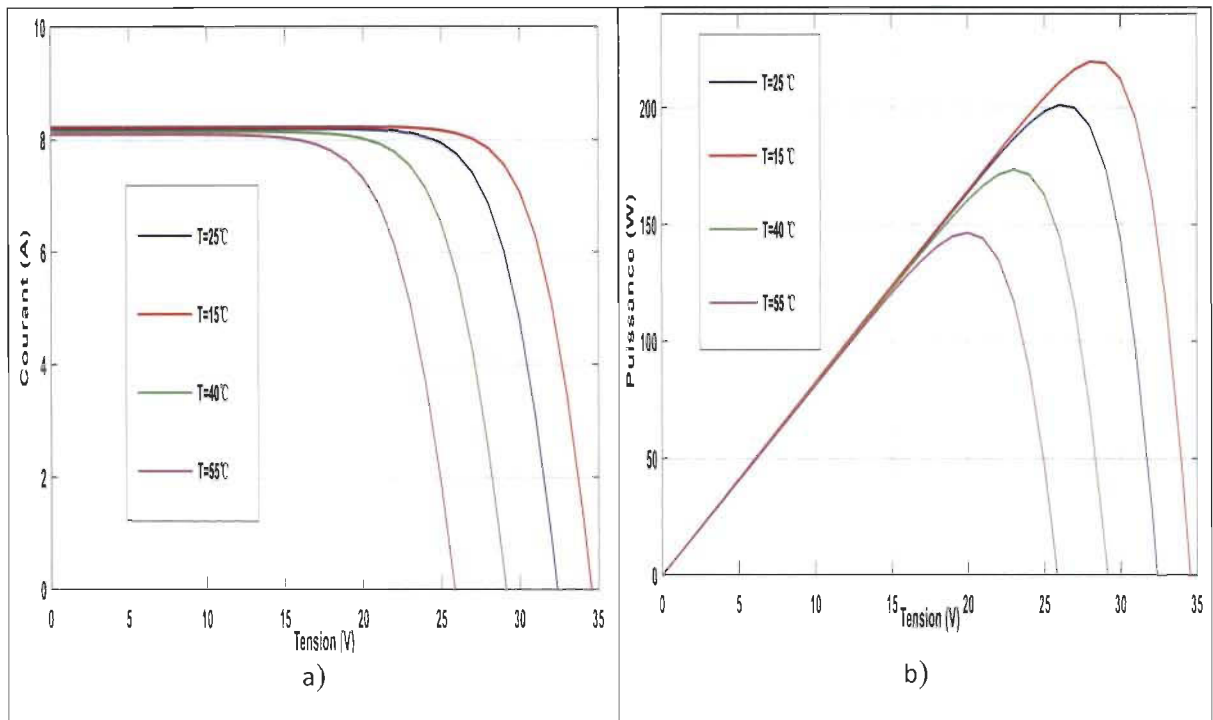 Courant (A)
10
8
6
4
2
0
T=25℃
T=15℃
T=40℃
T=55℃
0 5 10 15 20 25 30 35
Tension (V)
a)
Puissance (W)
200
150
100
50
0
T=25℃
T=15℃
T=40℃
T=55℃
0 5 10 15 20 25 30 35
Tension (V)
b)